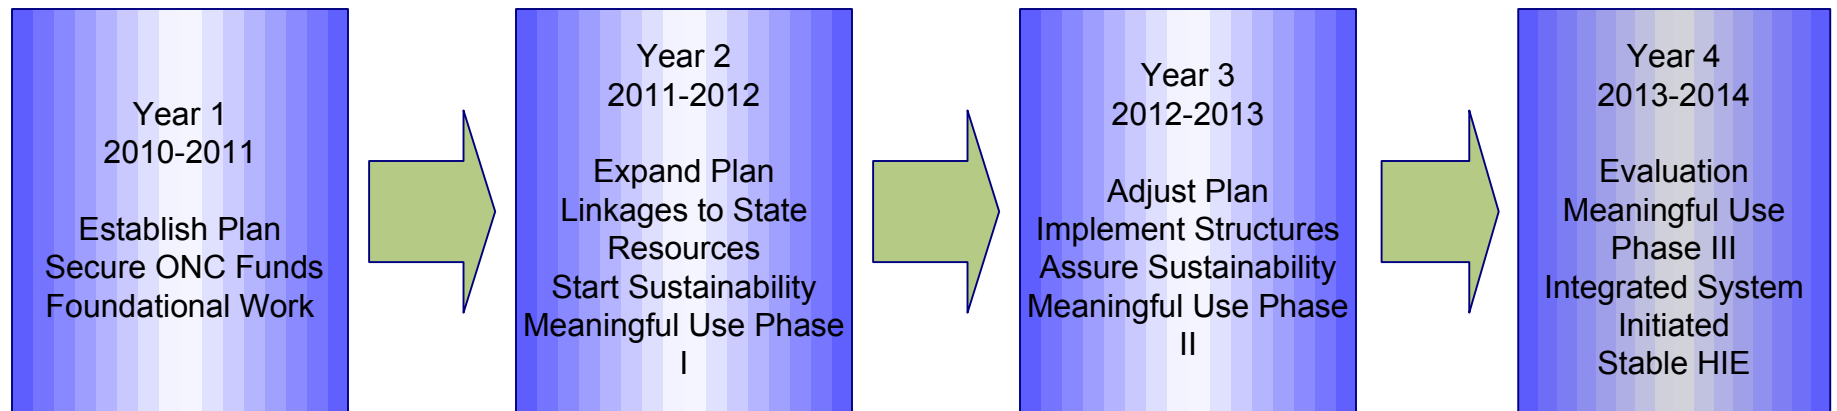 Year 1
2010-2011
Establish Plan
Secure ONC Funds
Foundational Work
Year 2
2011-2012
Expand Plan
Linkages to State
Resources
Start Sustainability
Meaningful Use Phase
I
Year 3
2012-2013
Adjust Plan
Implement Structures
Assure Sustainability
Meaningful Use Phase
II
Year 4
2013-2014
Evaluation
Meaningful Use
Phase III
Integrated System
Initiated
Stable HIE